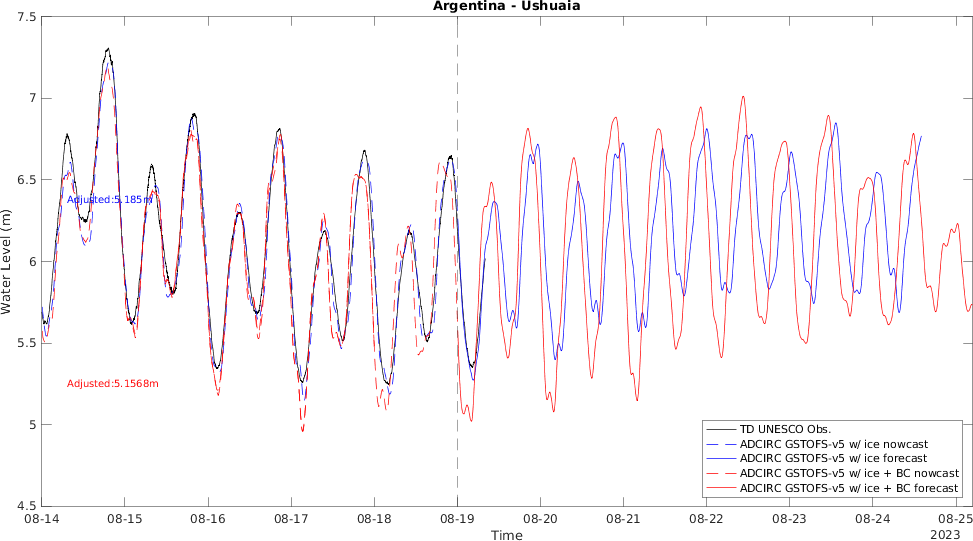 Argentina - Ushuaia
7.5
7
6.5
6
5.5
5
4.5
Water Level (m)
Adjusted:5.185m
Adjusted:5.1568m
TD UNESCO Obs.
ADCIRC GSTOFS-v5 w/ ice nowcast
ADCIRC GSTOFS-v5 w/ ice forecast
ADCIRC GSTOFS-v5 w/ ice + BC nowcast
ADCIRC GSTOFS-v5 w/ ice + BC forecast
08-14 08-15 08-16 08-17 08-18 08-19 08-20 08-21 08-22 08-23 08-24 08-25
Time
2023